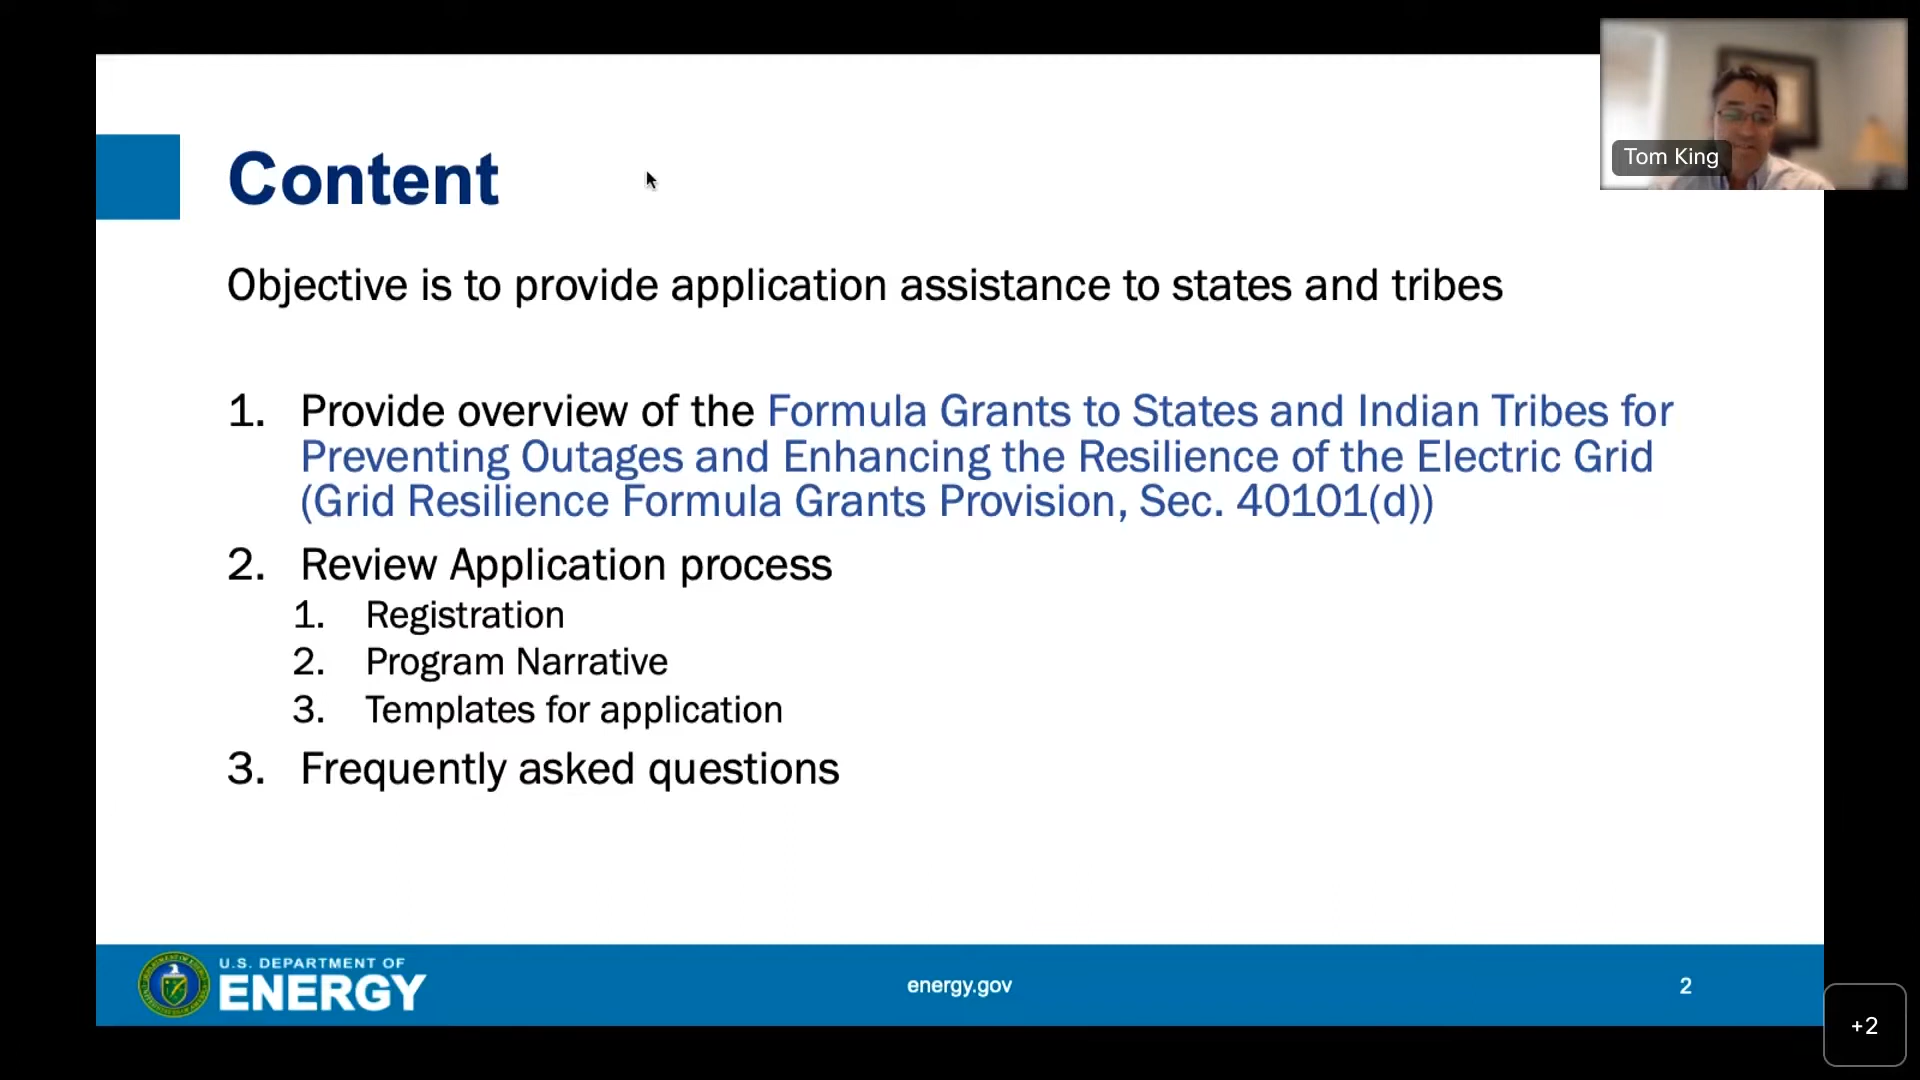 Tom King
Content
Objective is to provide application assistance to states and tribes
1. Provide overview of the Formula Grants to States and Indian Tribes for
Preventing Outages and Enhancing the Resilience of the Electric Grid
(Grid Resilience Formula Grants Provision, Sec. 40101(d))
2. Review Application process
1. Registration
2. Program Narrative
3. Templates for application
3. Frequently asked questions
U.S. DEPARTMENT OF
ENERGY
energy.gov
2
+2